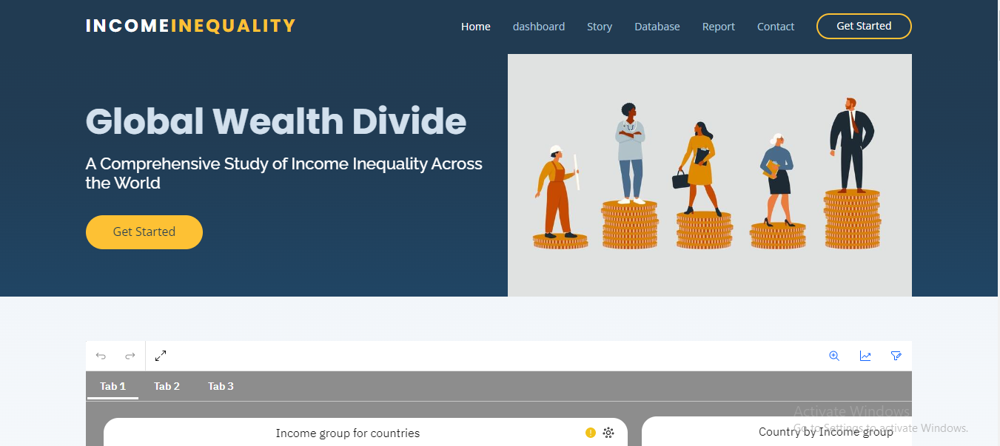 INCOMEINEQUALITY
Home dashboard Story Database Report Contact Get Started
Global Wealth Divide
A Comprehensive Study of Income Inequality Across
the World
Get Started
Tab 1 Tab 2 Tab 3
Activate Windows
Go to Settings to activate Windows.
Income group for countries
Country by Income group